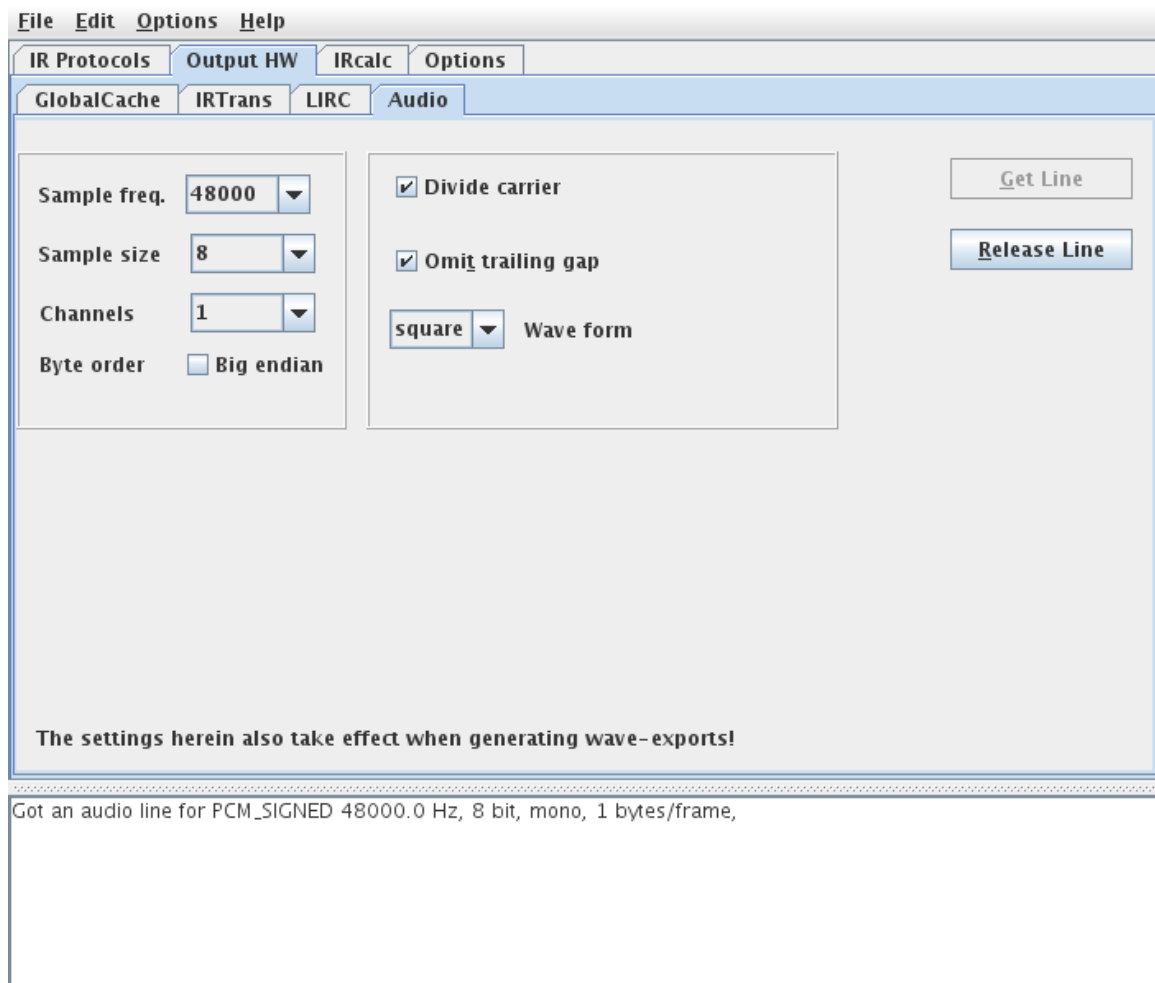 File Edit Options Help
IR Protocols Output HW IRcalc Options
GlobalCache IRTrans LIRC Audio
Sample freq. 48000
Sample size 8
Channels 1
Byte order Big endian
Divide carrier
Omit trailing gap
square Wave form
Get Line
Release Line
The settings herein also take effect when generating wave-exports!
Got an audio line for PCM_SIGNED 48000.0 Hz, 8 bit, mono, 1 bytes/frame,